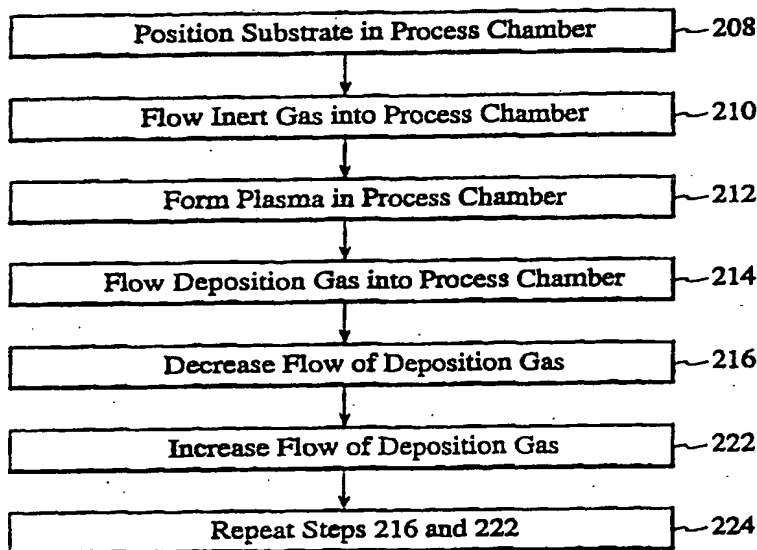 Position Substrate in Process Chamber 208
Flow Inert Gas into Process Chamber 210
Form Plasma in Process Chamber 212
Flow Deposition Gas into Process Chamber 214
Decrease Flow of Deposition Gas 216
Increase Flow of Deposition Gas 222
Repeat Steps 216 and 222 224